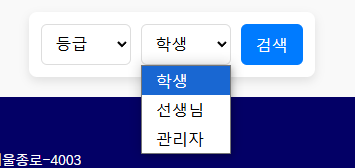 등급 학생 검색
학생
선생님
관리자
울종로-4003